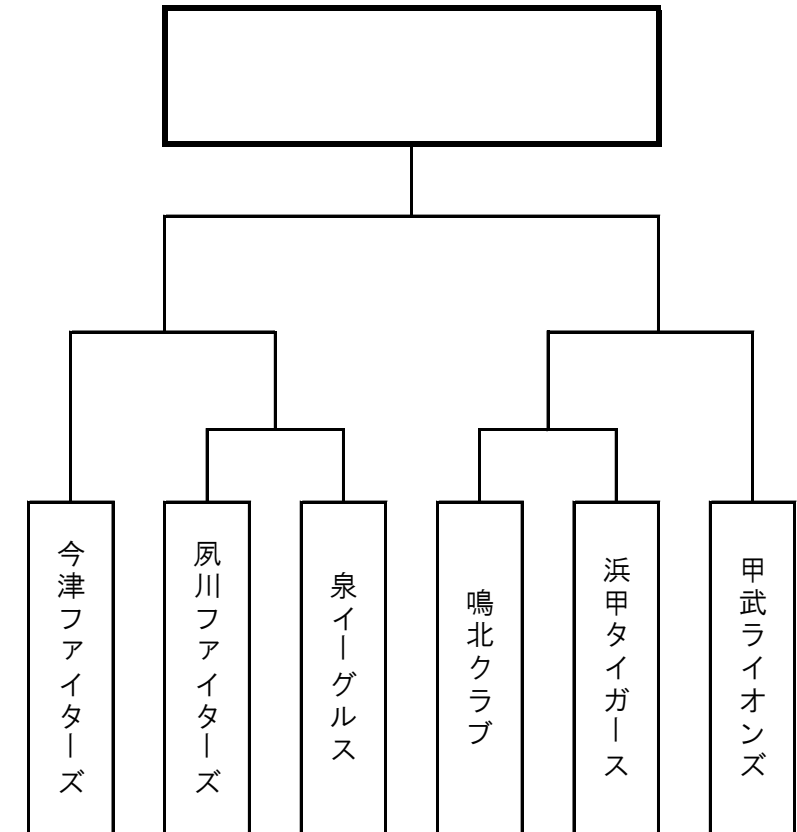 今津ファイターズ
夙川ファイターズ
泉イーグルス
鳴北クラブ
浜甲タイガース
甲武ライオンズ